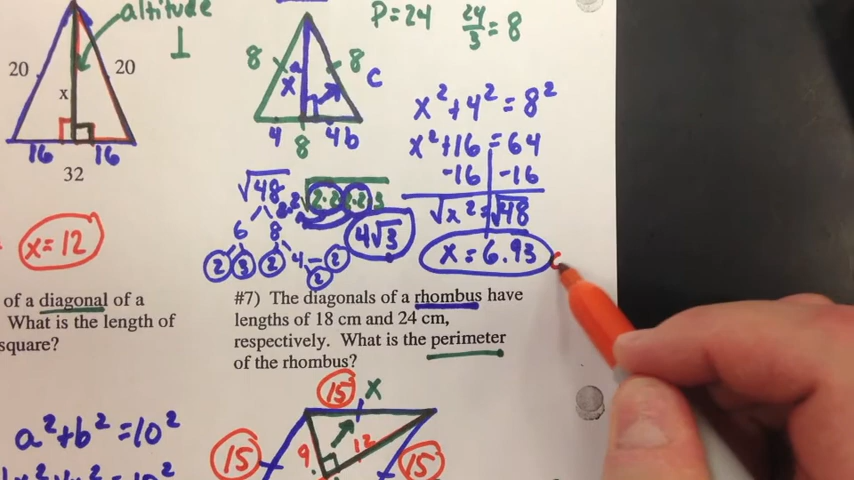 altitude
⊥
20
20
x
16
16
32
x = 12
P = 24
24/3 = 8
8
8
a
x
c
4
4
b
8
x² + 4² = 8²
x² + 16 = 64
-16 -16
√x² = √48
x = 6.93
√48
6 8
2 3 2 4 2
2
2·2
√2·2·2·2·3
4√3
of a diagonal of a
What is the length of
square?
#7) The diagonals of a rhombus have
lengths of 18 cm and 24 cm,
respectively. What is the perimeter
of the rhombus?
a² + b² = 10²
15
x
15
9
12
15